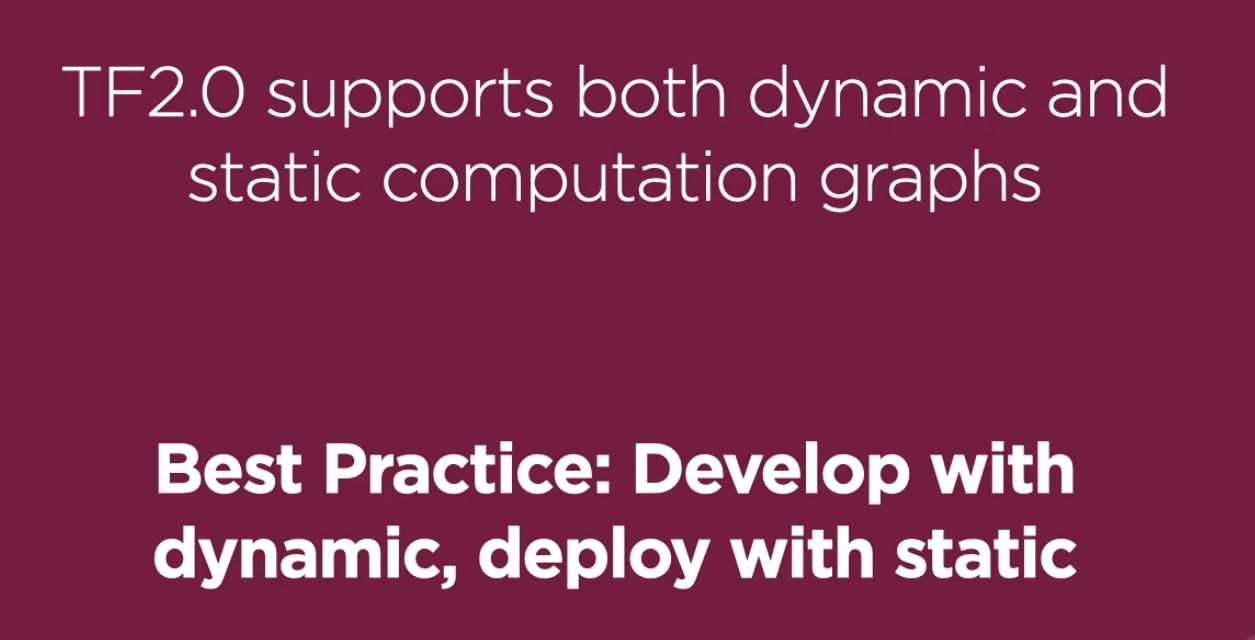 TF2.0 supports both dynamic and
static computation graphs
Best Practice: Develop with
dynamic, deploy with static